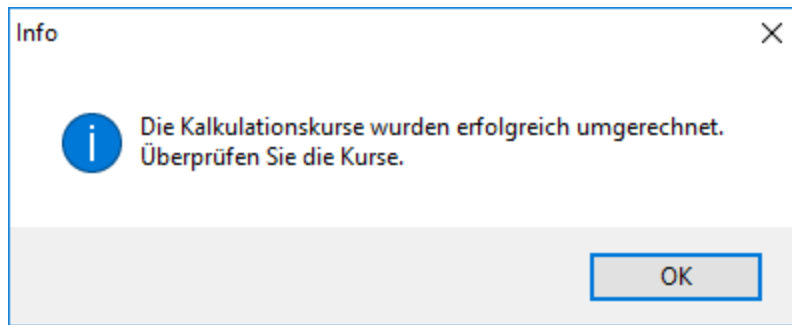 Info
Die Kalkulationskurse wurden erfolgreich umgerechnet.
Überprüfen Sie die Kurse.
OK